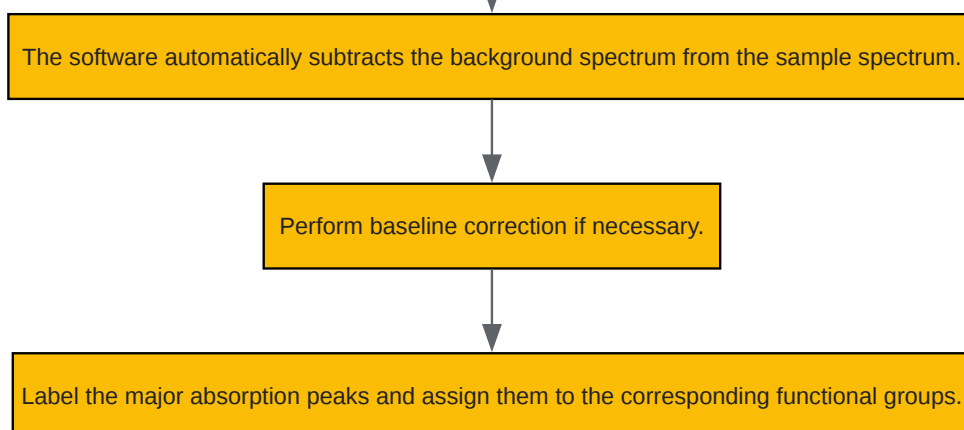 The software automatically subtracts the background spectrum from the sample spectrum.
Perform baseline correction if necessary.
Label the major absorption peaks and assign them to the corresponding functional groups.